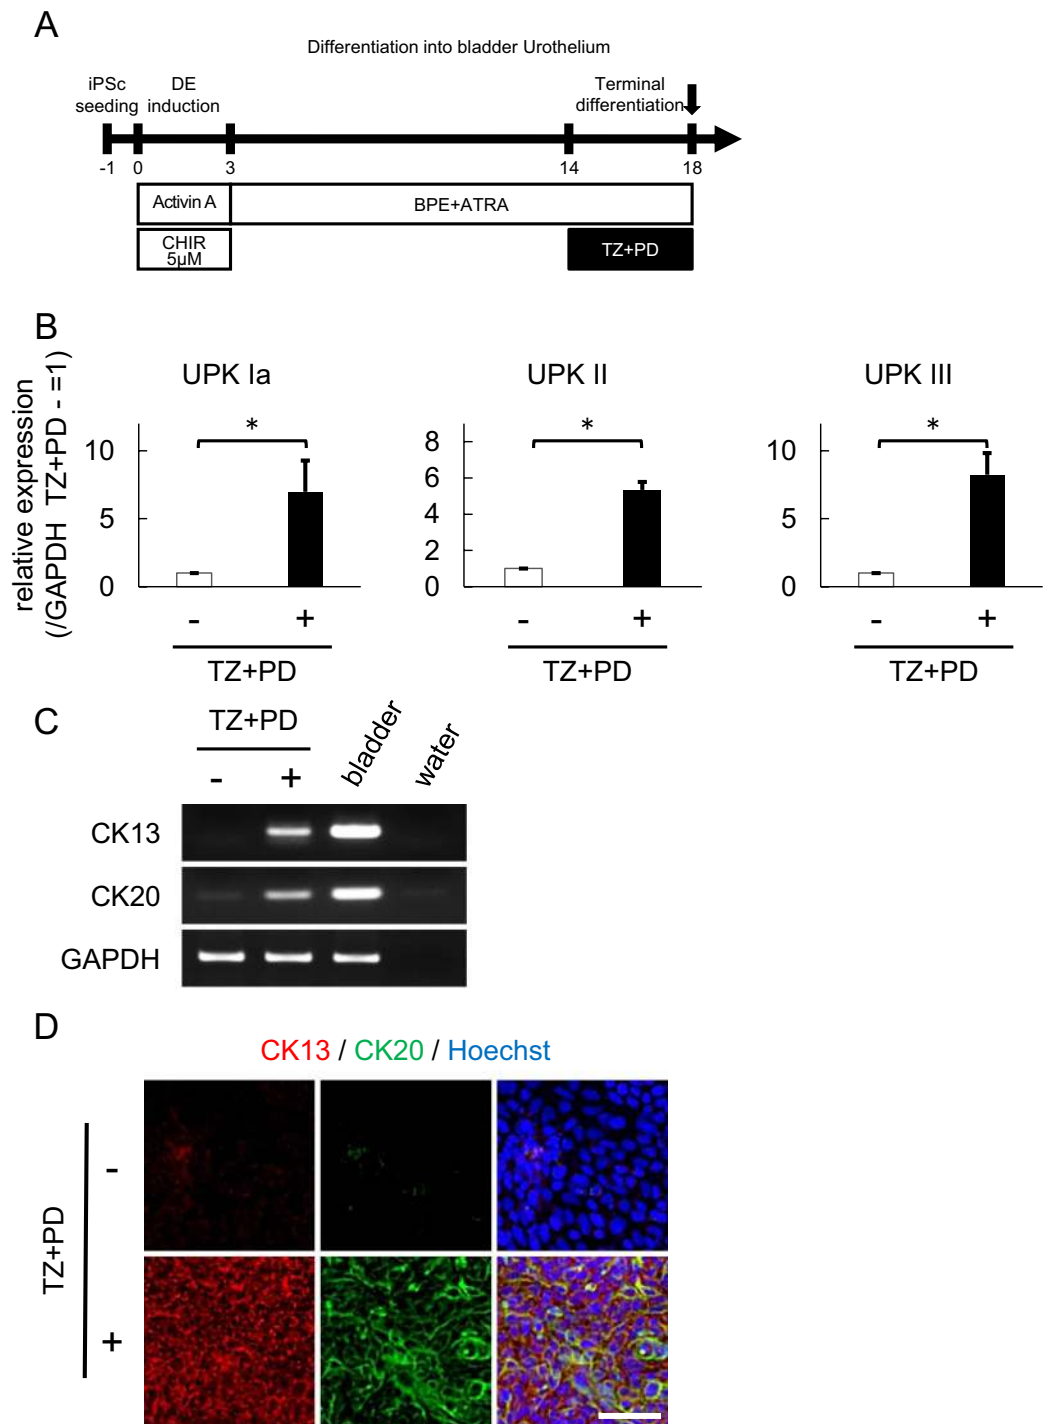 A
Differentiation into bladder Urothelium
iPSc seeding
DE induction
Terminal differentiation
-1 0 3 14 18
Activin A
BPE+ATRA
CHIR
5μM
TZ+PD
B
relative expression
(/GAPDH TZ+PD - =1)
UPK Ia
*
10
5
0
- +
TZ+PD
UPK II
*
8
6
4
2
0
- +
TZ+PD
UPK III
*
10
5
0
- +
TZ+PD
C
TZ+PD
- + bladder water
CK13
CK20
GAPDH
D
CK13 / CK20 / Hoechst
TZ+PD
-
+